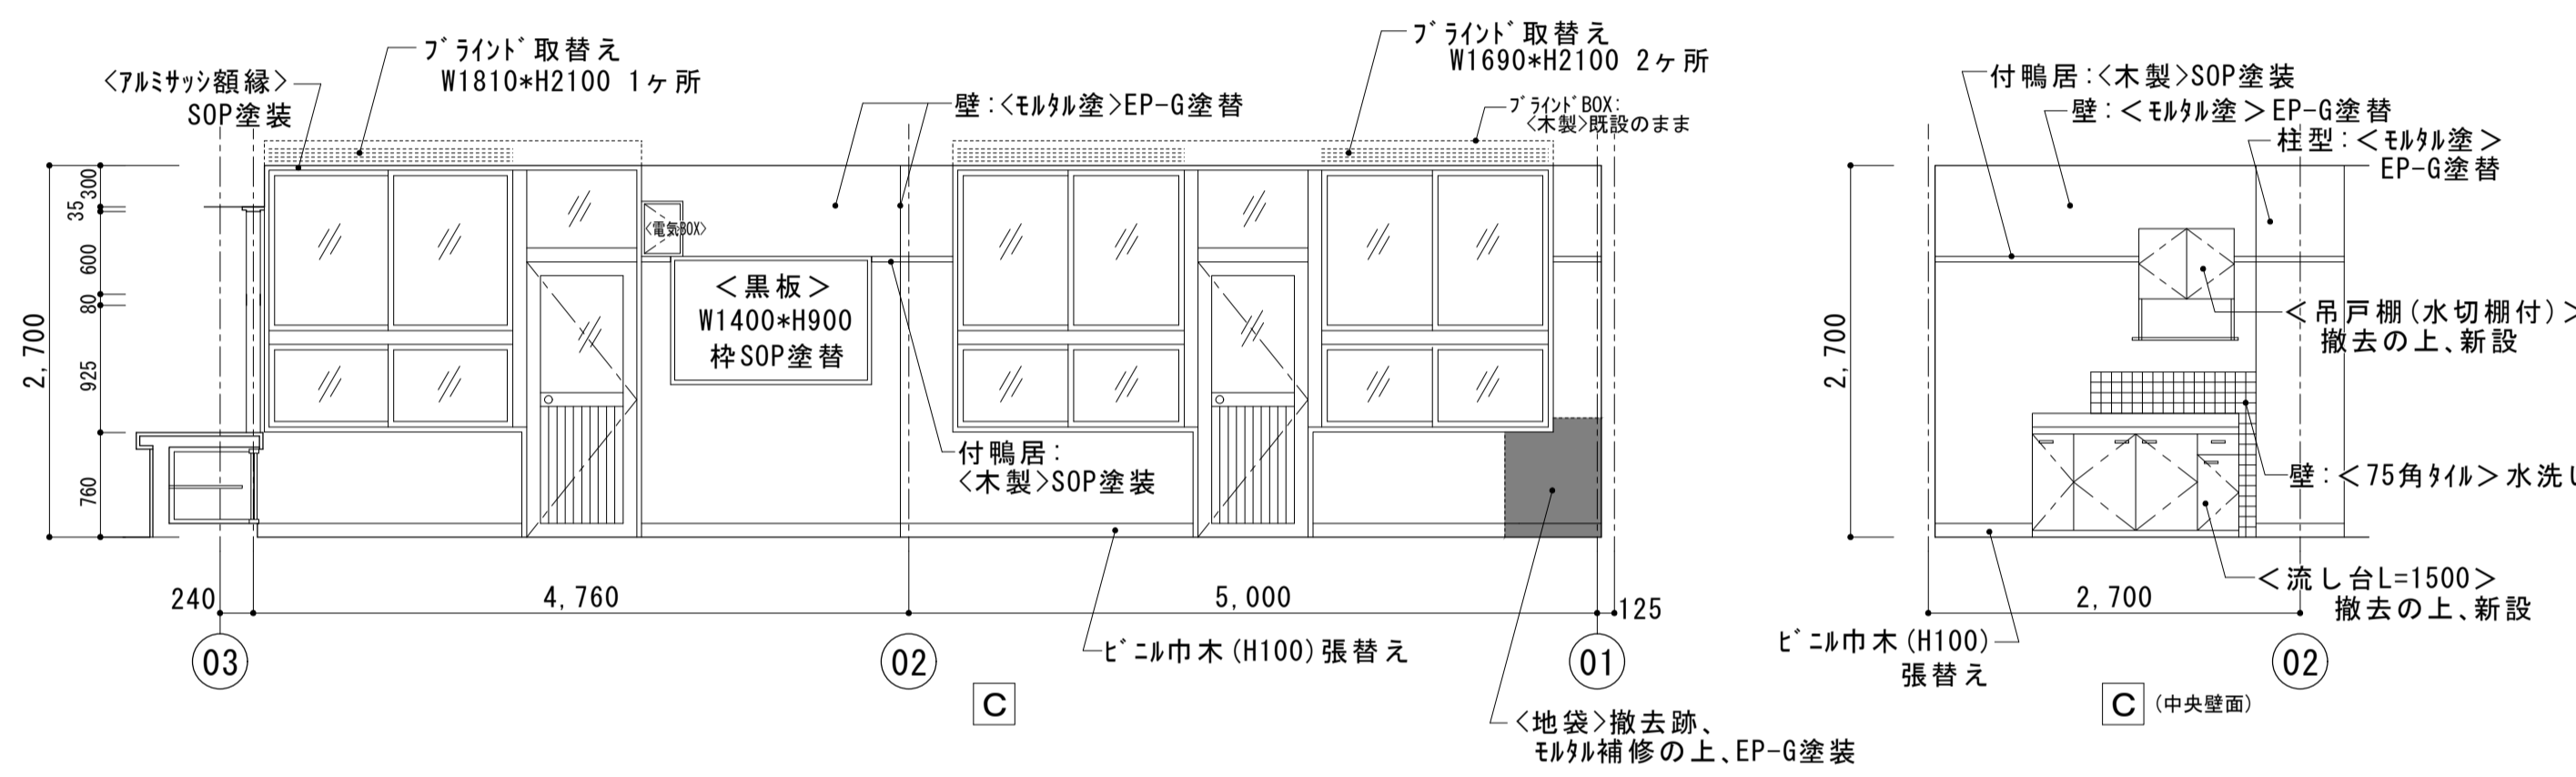 ブラインド取替え
W1810*H2100 1ヶ所
<アルミサッシ額縁>
SOP塗装
壁:<モルタル塗>EP-G塗替
ブラインド取替え
W1690*H2100 2ヶ所
ブラインドBOX:
<木製>既設のまま
2,700
300
35
600
80
925
760
<電気BOX>
<黒板>
W1400*H900
枠SOP塗替
付鴨居:
<木製>SOP塗装
240
4,760
5,000
125
03
02
01
ビニル巾木(H100)張替え
C
<地袋>撤去跡、
モルタル補修の上、EP-G塗装
付鴨居:<木製>SOP塗装
壁:<モルタル塗>EP-G塗替
柱型:<モルタル塗>
EP-G塗替
2,700
<吊戸棚(水切棚付)>
撤去の上、新設
壁:<75角タイル>水洗い
<流し台L=1500>
撤去の上、新設
2,700
ビニル巾木(H100)
張替え
02
C (中央壁面)